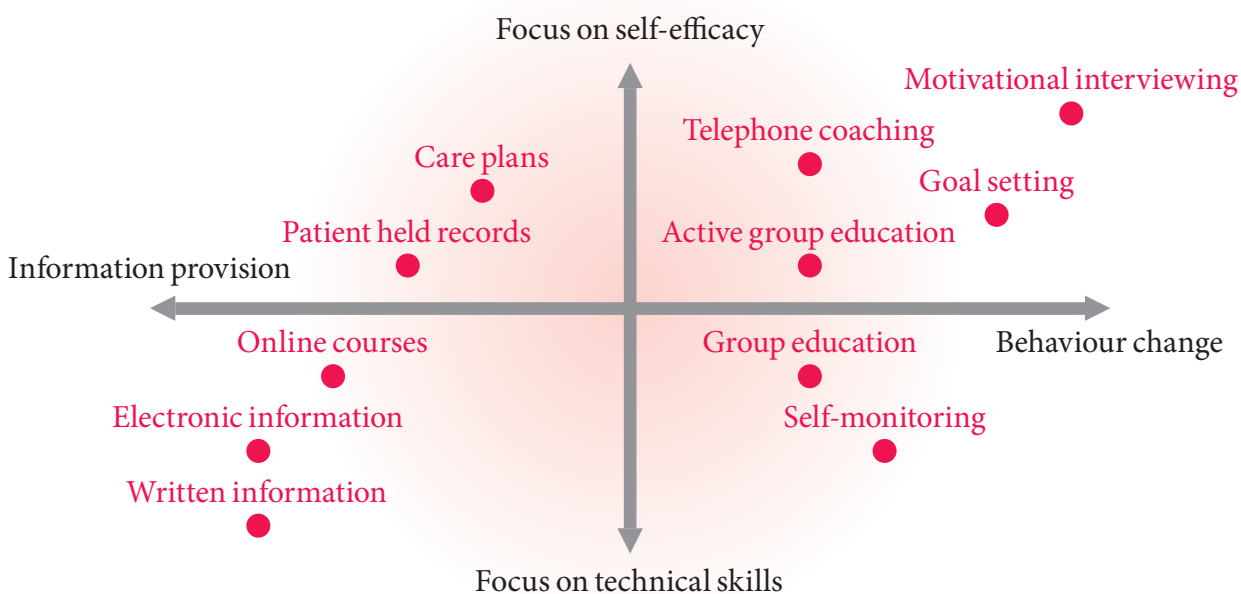 Focus on self-efficacy
Motivational interviewing
Telephone coaching
Care plans
Goal setting
Patient held records
Active group education
Information provision
Online courses
Group education
Behaviour change
Electronic information
Self-monitoring
Written information
Focus on technical skills